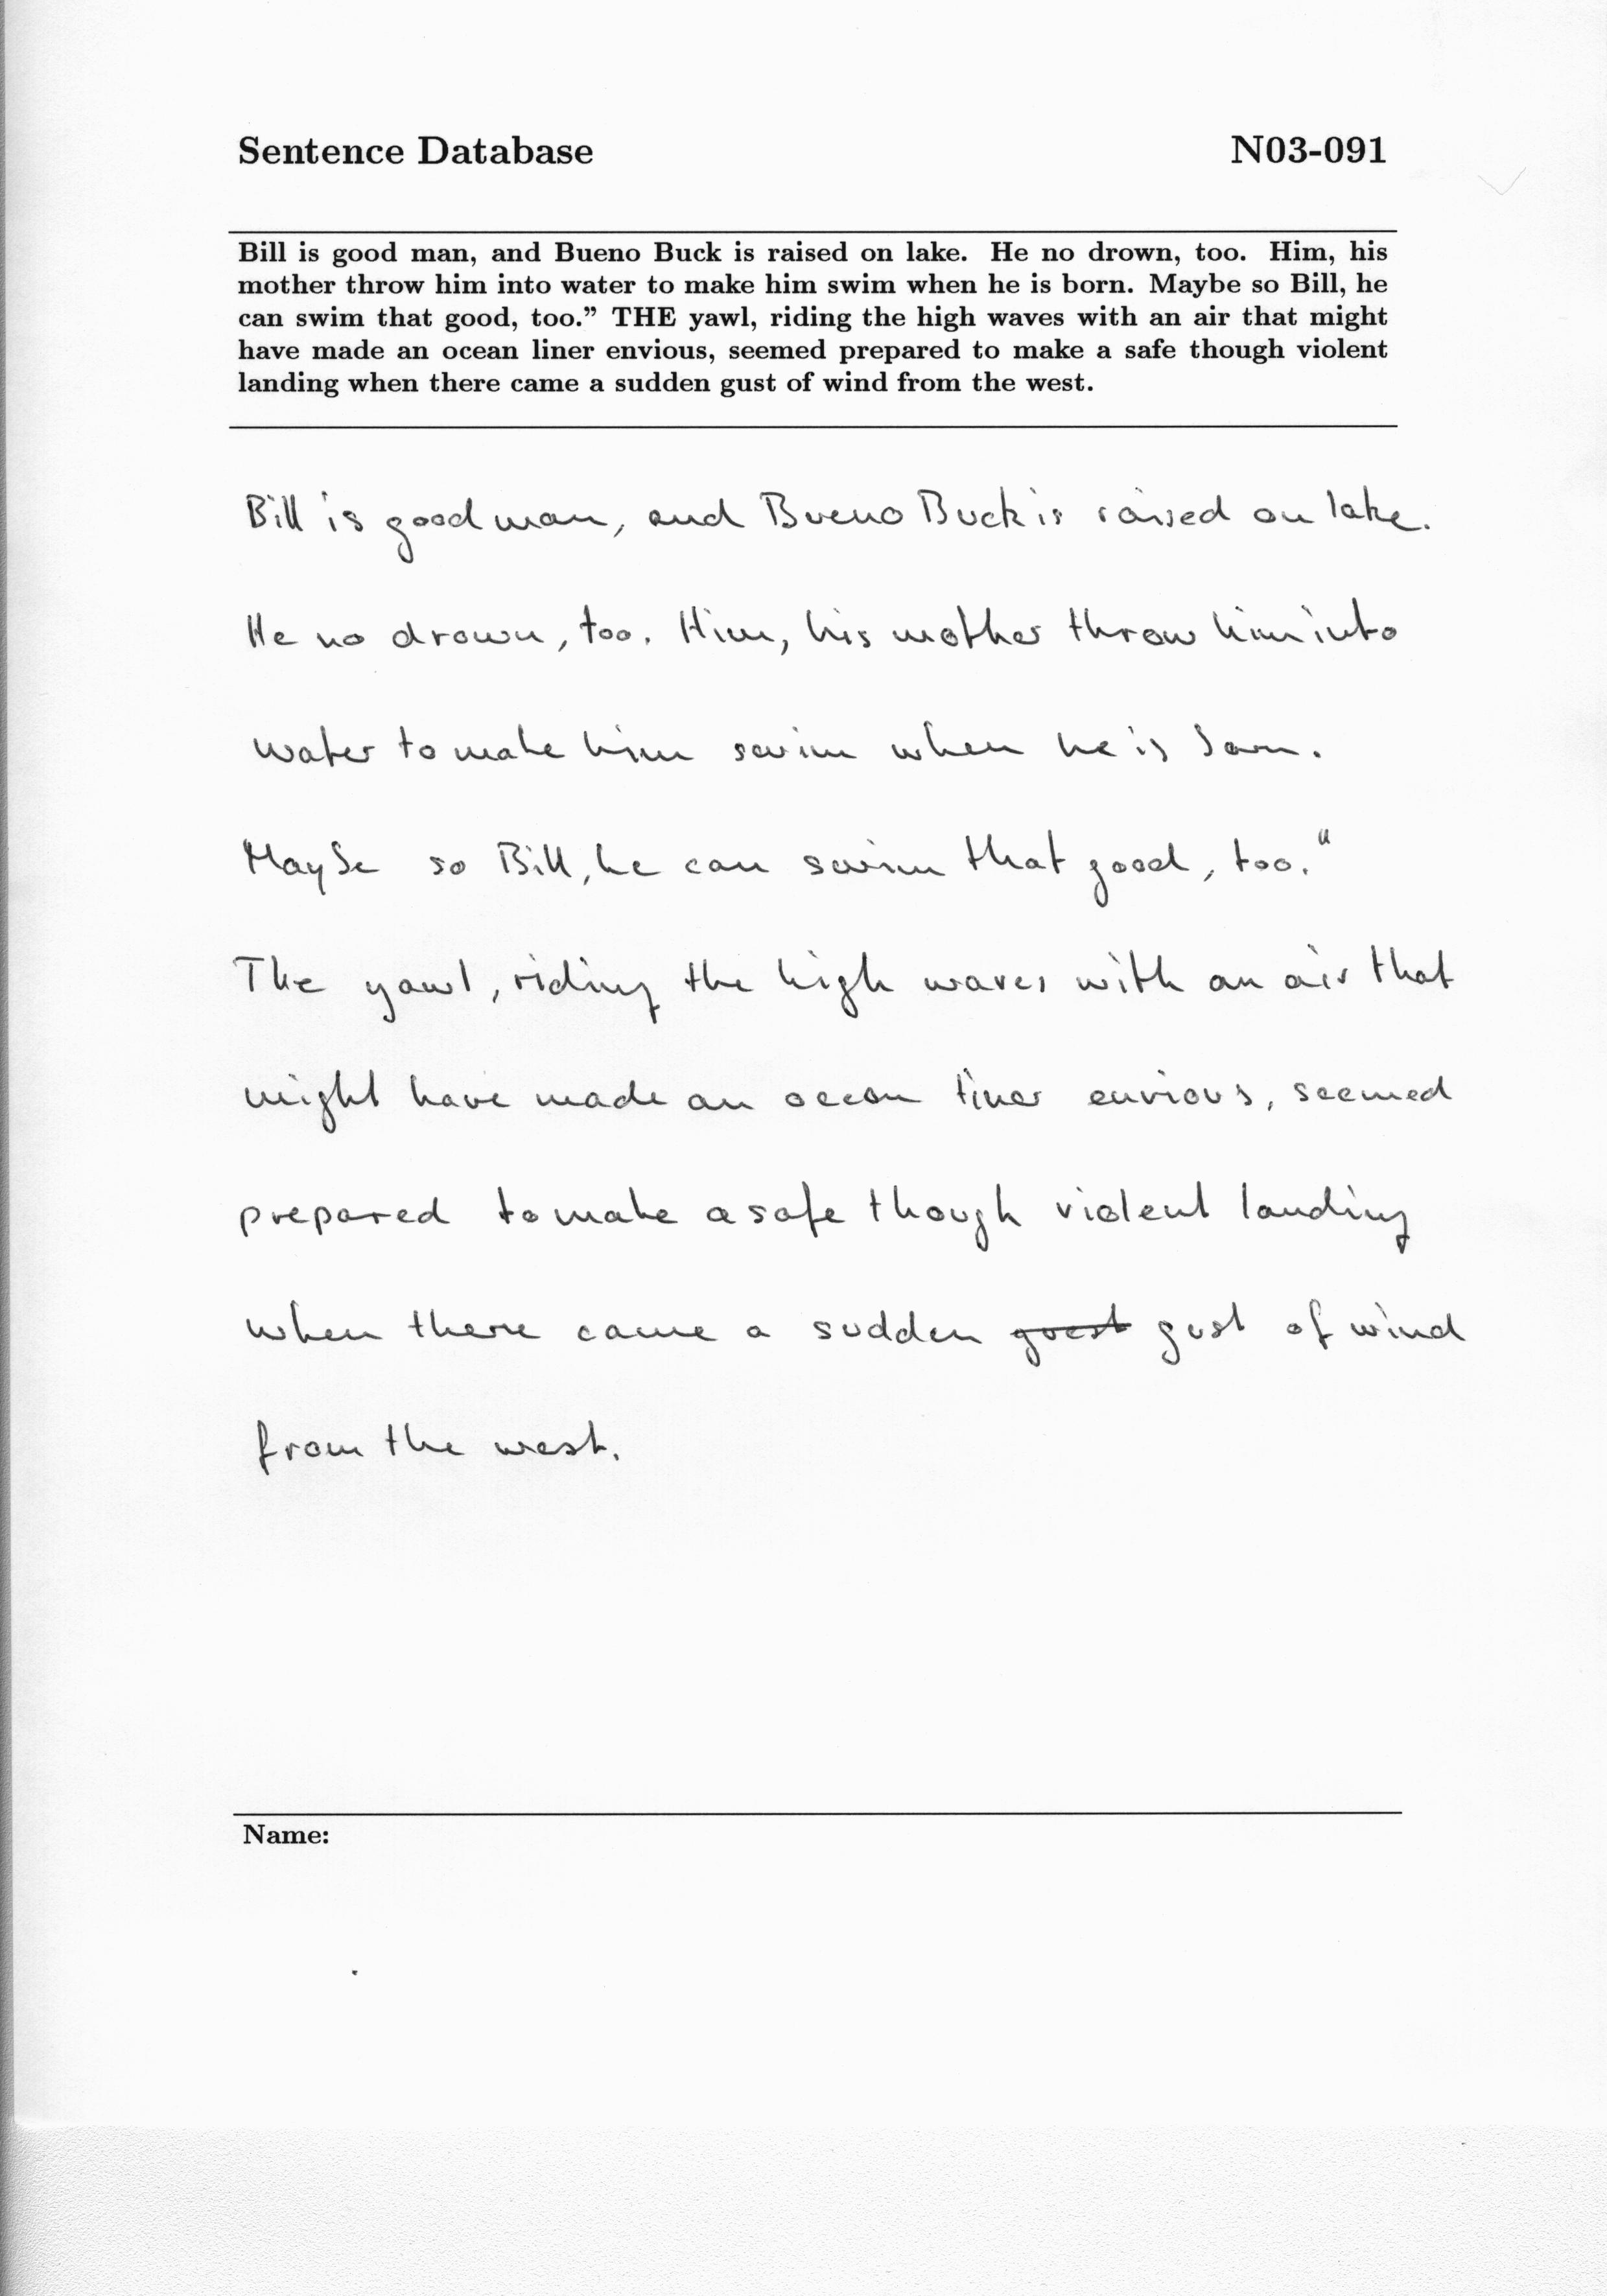 Sentence Database N03-091
Bill is good man, and Bueno Buck is raised on lake. He no drown, too. Him, his
mother throw him into water to make him swim when he is born. Maybe so Bill, he
can swim that good, too.” THE yawl, riding the high waves with an air that might
have made an ocean liner envious, seemed prepared to make a safe though violent
landing when there came a sudden gust of wind from the west.
Bill is good man, and Bueno Buck is raised on lake.
He no drown, too. Him, his mother throw him into
water to make him swim when he is born.
Maybe so Bill, he can swim that good, too."
The yawl, riding the high waves with an air that
might have made an ocean liner envious, seemed
prepared to make a safe though violent landing
when there came a sudden gust of wind
from the west.
Name: